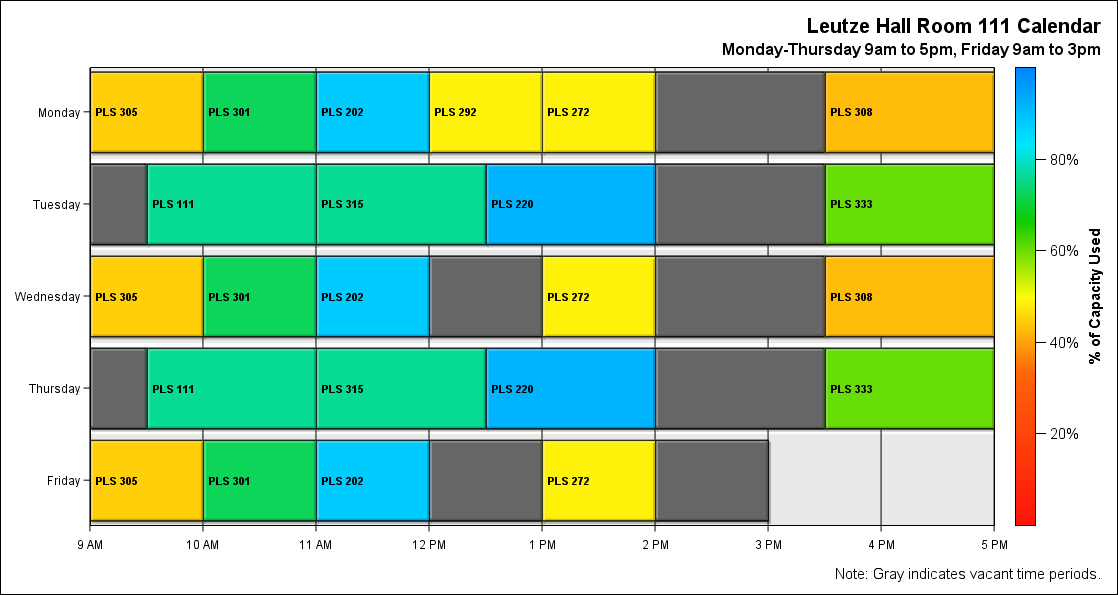 Leutze Hall Room 111 Calendar
Monday-Thursday 9am to 5pm, Friday 9am to 3pm
Monday PLS 305 PLS 301 PLS 202 PLS 292 PLS 272 PLS 308
80%
Tuesday PLS 111 PLS 315 PLS 220 PLS 333
60%
% of Capacity Used
Wednesday PLS 305 PLS 301 PLS 202 PLS 272 PLS 308
40%
Thursday PLS 111 PLS 315 PLS 220 PLS 333
20%
Friday PLS 305 PLS 301 PLS 202 PLS 272
9 AM 10 AM 11 AM 12 PM 1 PM 2 PM 3 PM 4 PM 5 PM
Note: Gray indicates vacant time periods.